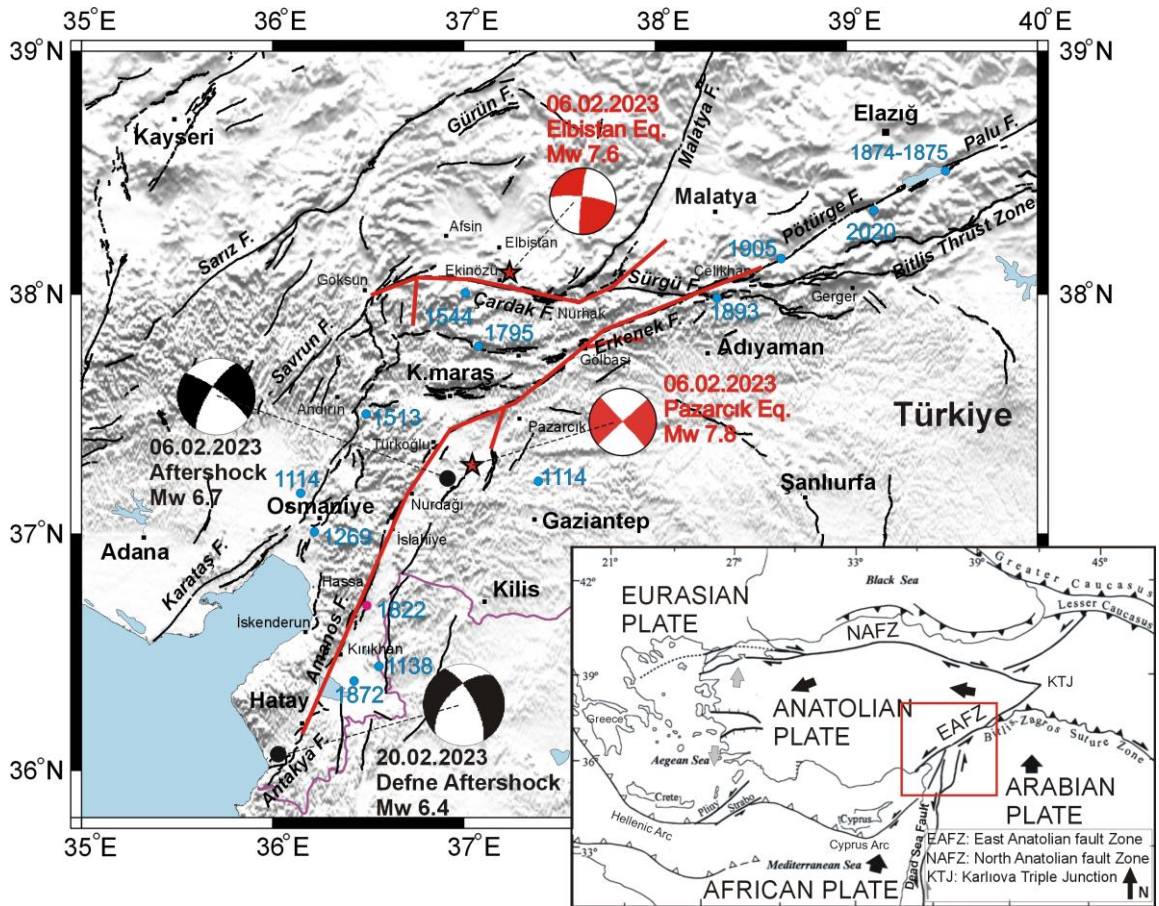 35°E
36°E
37°E
38°E
39°E
40°E
39°N
39°N
Kayseri
Gürün F.
Malatya F.
06.02.2023
Elbistan Eq.
Mw 7.6
Elazığ
1874-1875
Palu F.
Malatya
Pötürge F.
2020
Bitlis Thrust Zone
Sarız F.
Afsin
Elbistan
1905
Göksun
Ekinözü
Sürgü F.
Çelikhan
38°N
38°N
Çardak F.
Nurhak
Gerger
1544
1893
1795
Erkenek F.
Savrun F.
Gölbaşı
Adıyaman
K.maraş
06.02.2023
Pazarcık Eq.
Mw 7.8
Türkiye
Andırın
1513
Pazarcık
06.02.2023
Aftershock
Mw 6.7
Türkoğlu
1114
1114
Şanlıurfa
Osmaniye
Nurdağı
Gaziantep
37°N
1269
İslahiye
Adana
Karataş F.
Hassa
Kilis
1822
İskenderun
Amanos F.
Kırıkhan
1138
1872
Hatay
36°N
Antakya F.
20.02.2023
Defne Aftershock
Mw 6.4
35°E
36°E
37°E
21
27
33
39
45
42
Black Sea
Greater Caucasus
Lesser Caucasus
EURASIAN
PLATE
NAFZ
39
KTJ
ANATOLIAN
PLATE
EAFZ
Bitlis-Zagros Suture Zone
Greece
Aegean Sea
36
ARABIAN
PLATE
Crete
Pliny
Strabo
Cyprus
Hellenic Arc
Cyprus Arc
Dead Sea Fault
33
Mediterranean Sea
AFRICAN PLATE
EAFZ: East Anatolian fault Zone
NAFZ: North Anatolian fault Zone
KTJ: Karlıova Triple Junction
N